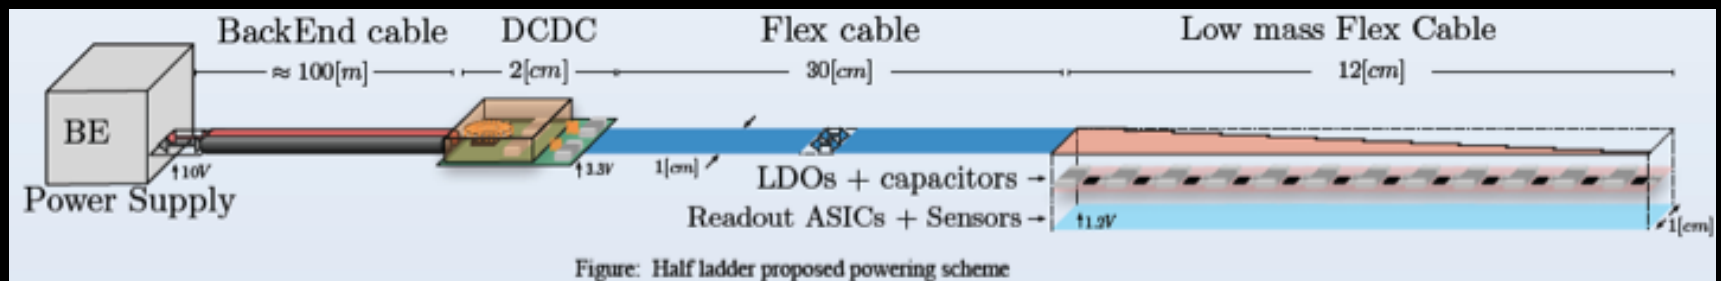 BackEnd cable DCDC Flex cable Low mass Flex Cable
≈ 100[m] 2[cm] 30[cm] 12[cm]
BE
10V 3.3V 1[cm] LDOs + capacitors
Power Supply
Readout ASICs + Sensors 1.2V 1[cm]
Figure: Half ladder proposed powering scheme